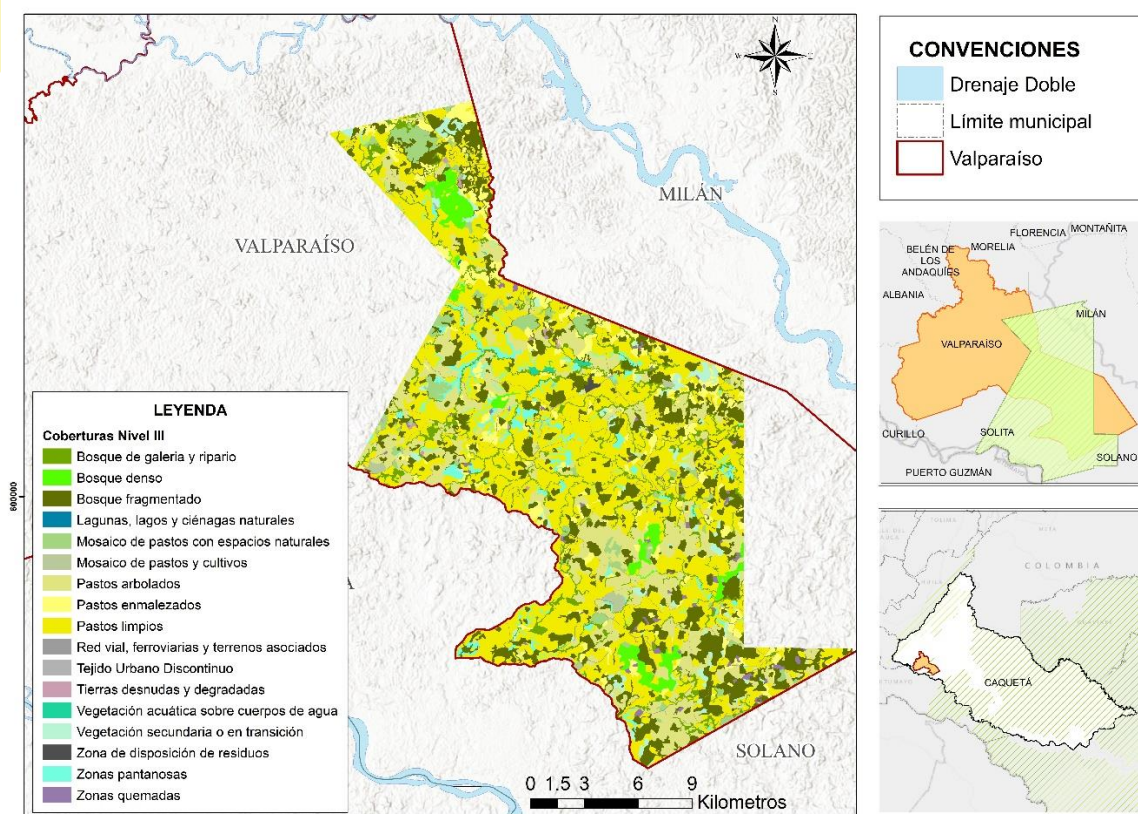 N
W
E
S
MILÁN
VALPARAÍSO
SOLANO
600000
LEYENDA
Coberturas Nivel III
Bosque de galería y ripario
Bosque denso
Bosque fragmentado
Lagunas, lagos y ciénagas naturales
Mosaico de pastos con espacios naturales
Mosaico de pastos y cultivos
Pastos arbolados
Pastos enmalezados
Pastos limpios
Red vial, ferroviarias y terrenos asociados
Tejido Urbano Discontinuo
Tierras desnudas y degradadas
Vegetación acuática sobre cuerpos de agua
Vegetación secundaria o en transición
Zona de disposición de residuos
Zonas pantanosas
Zonas quemadas
0 1.5 3 6 9
Kilometros
CONVENCIONES
Drenaje Doble
Límite municipal
Valparaíso
FLORENCIA
MONTAÑITA
BELÉN DE
LOS
ANDAQUÍES
MORELIA
ALBANIA
MILÁN
VALPARAÍSO
CURILLO
SOLITA
SOLANO
PUERTO GUZMÁN
TOLIMA
META
COLOMBIA
CAQUETÁ